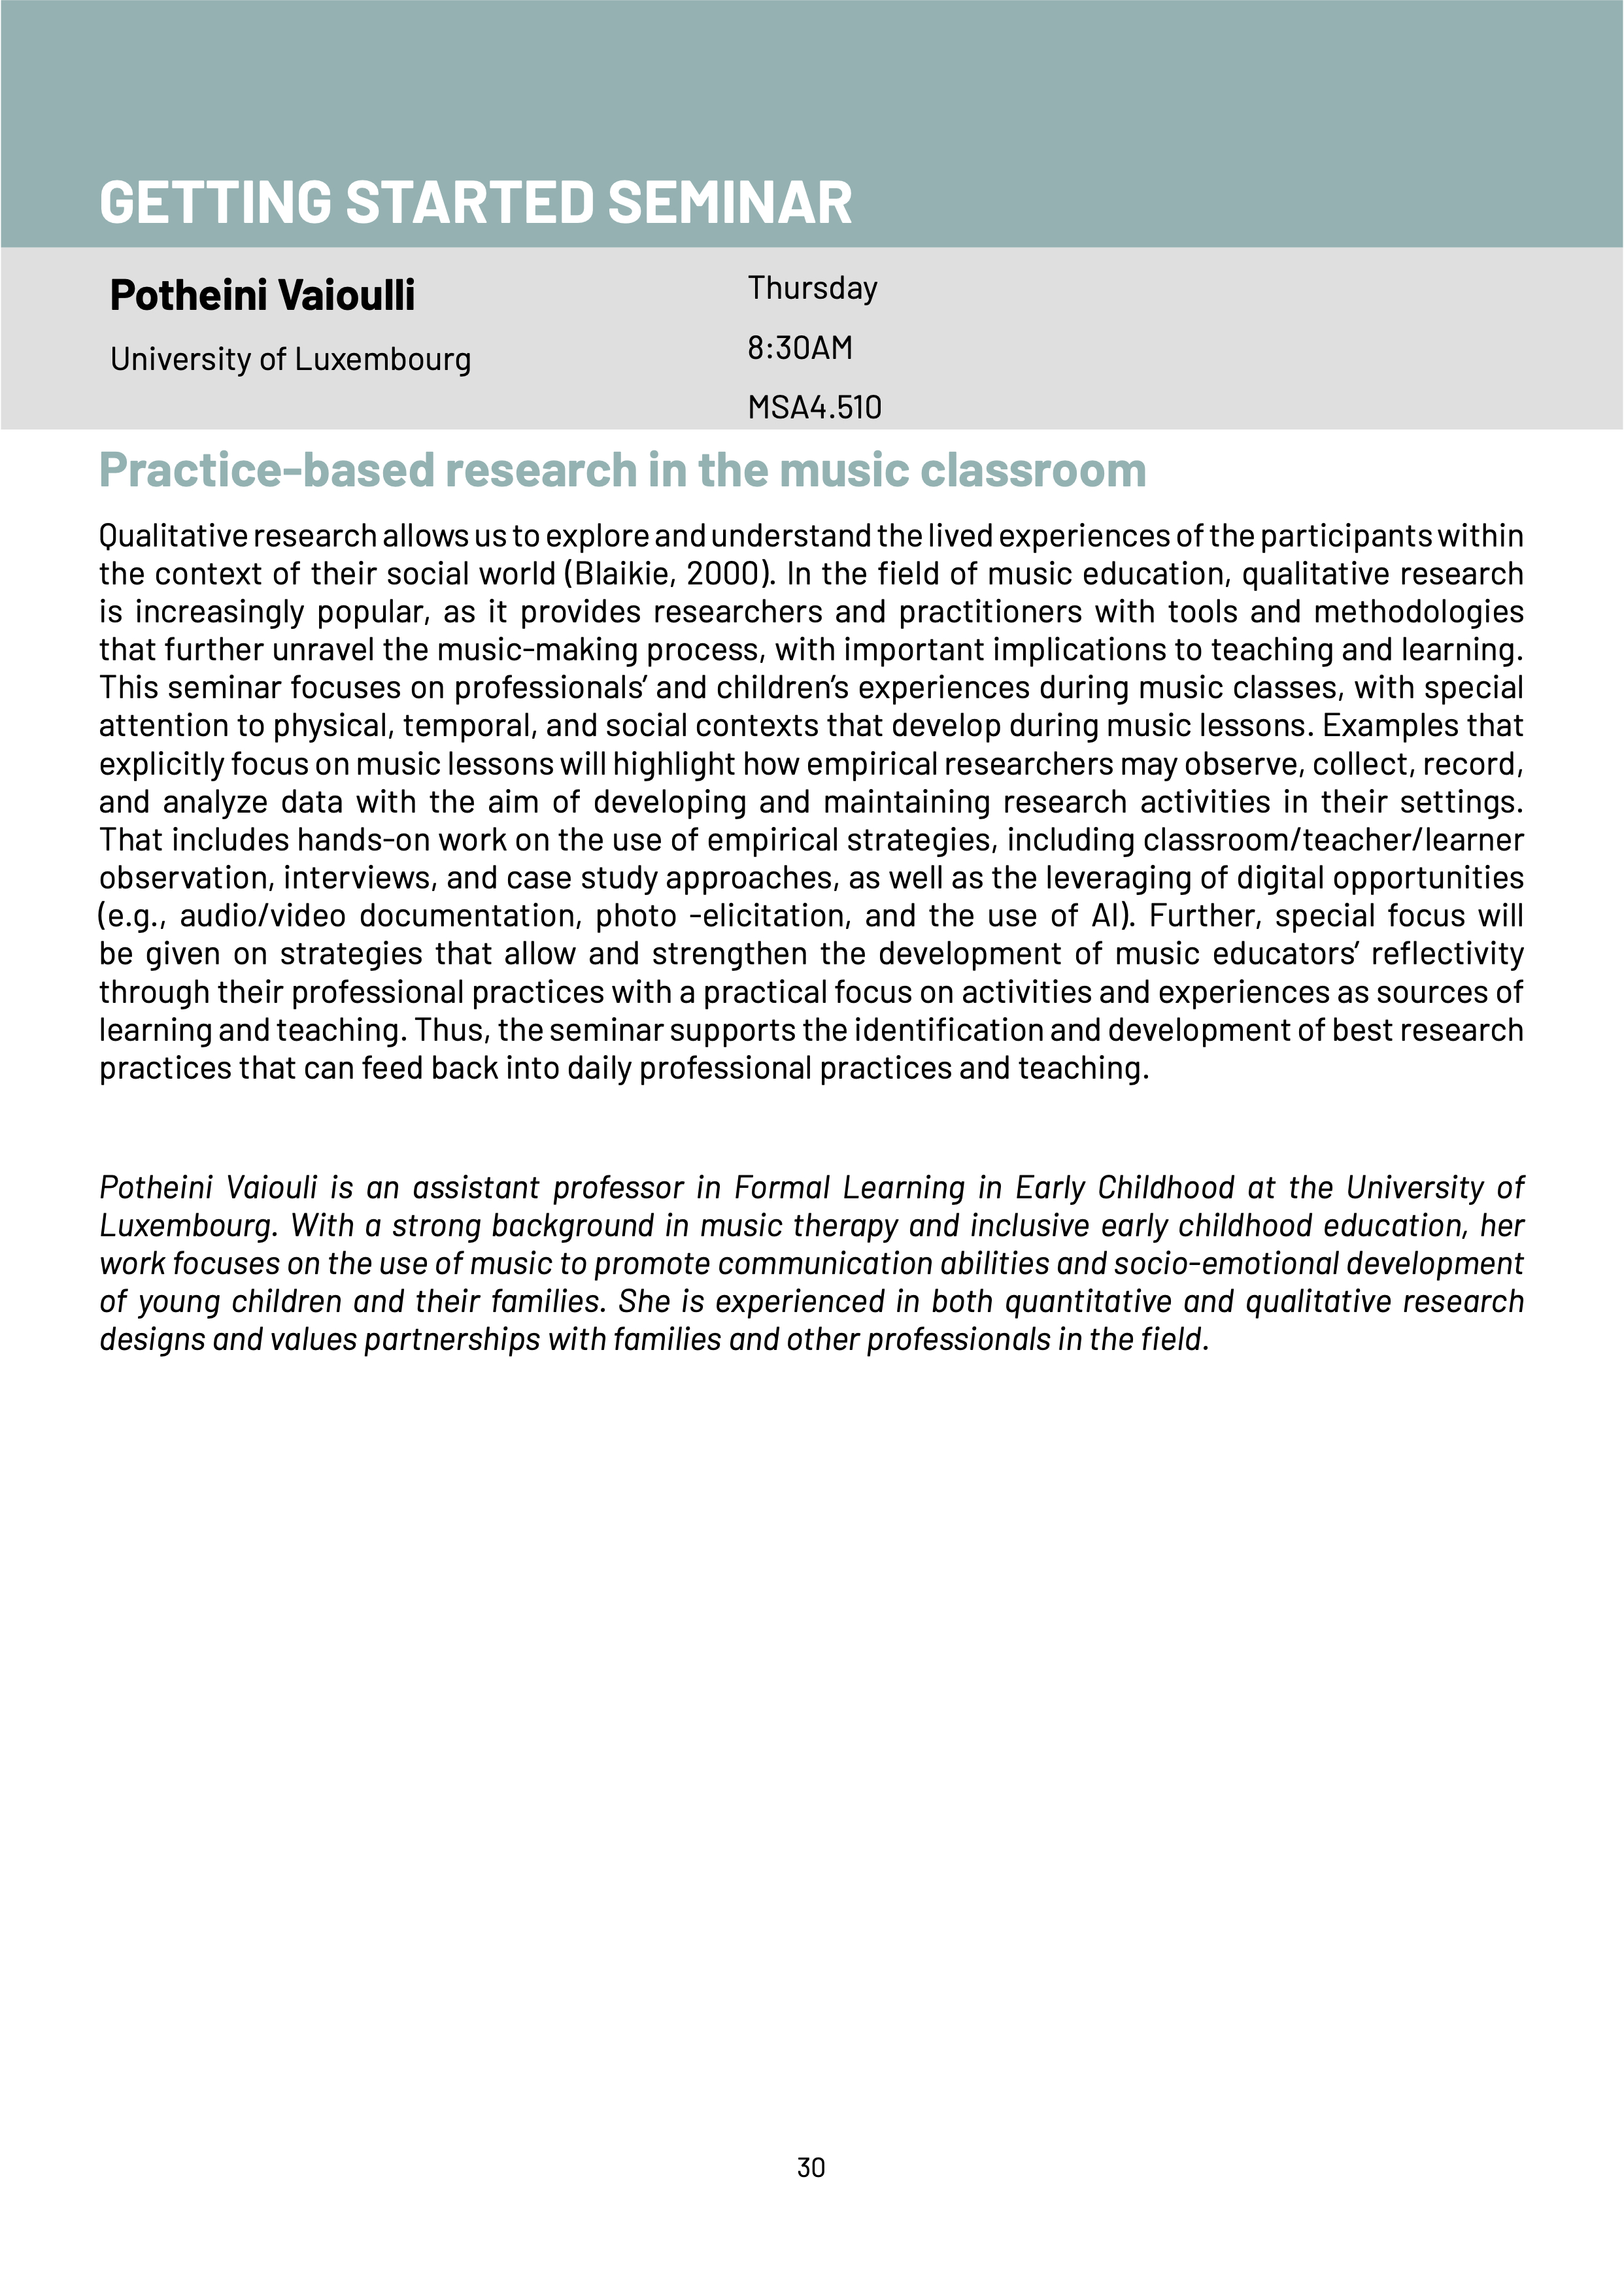 GETTING STARTED SEMINAR
Potheini Vaioulli
University of Luxembourg
Thursday
8:30AM
MSA4.510
Practice-based research in the music classroom
Qualitative research allows us to explore and understand the lived experiences of the participants within
the context of their social world (Blaikie, 2000). In the field of music education, qualitative research
is increasingly popular, as it provides researchers and practitioners with tools and methodologies
that further unravel the music-making process, with important implications to teaching and learning.
This seminar focuses on professionals’ and children’s experiences during music classes, with special
attention to physical, temporal, and social contexts that develop during music lessons. Examples that
explicitly focus on music lessons will highlight how empirical researchers may observe, collect, record,
and analyze data with the aim of developing and maintaining research activities in their settings.
That includes hands-on work on the use of empirical strategies, including classroom/teacher/learner
observation, interviews, and case study approaches, as well as the leveraging of digital opportunities
(e.g., audio/video documentation, photo -elicitation, and the use of AI). Further, special focus will
be given on strategies that allow and strengthen the development of music educators’ reflectivity
through their professional practices with a practical focus on activities and experiences as sources of
learning and teaching. Thus, the seminar supports the identification and development of best research
practices that can feed back into daily professional practices and teaching.
Potheini Vaiouli is an assistant professor in Formal Learning in Early Childhood at the University of
Luxembourg. With a strong background in music therapy and inclusive early childhood education, her
work focuses on the use of music to promote communication abilities and socio-emotional development
of young children and their families. She is experienced in both quantitative and qualitative research
designs and values partnerships with families and other professionals in the field.
30